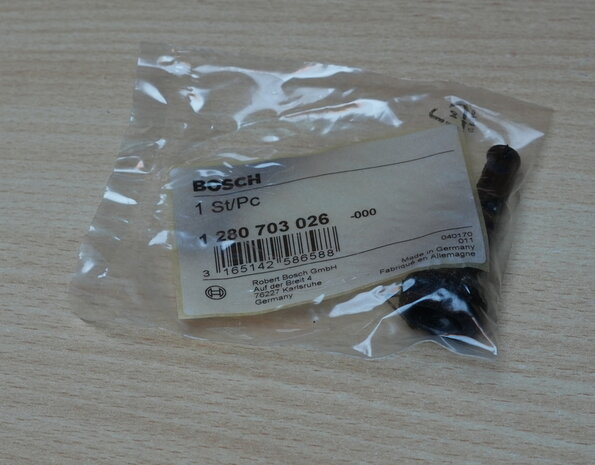 BOSCH
1 St/Pc
1 280 703 026 -000
3 165142 586588
040170
011
Made in Germany
Fabriqué en Allemagne
Robert Bosch GmbH
Auf der Breit 4
76227 Karlsruhe
Germany